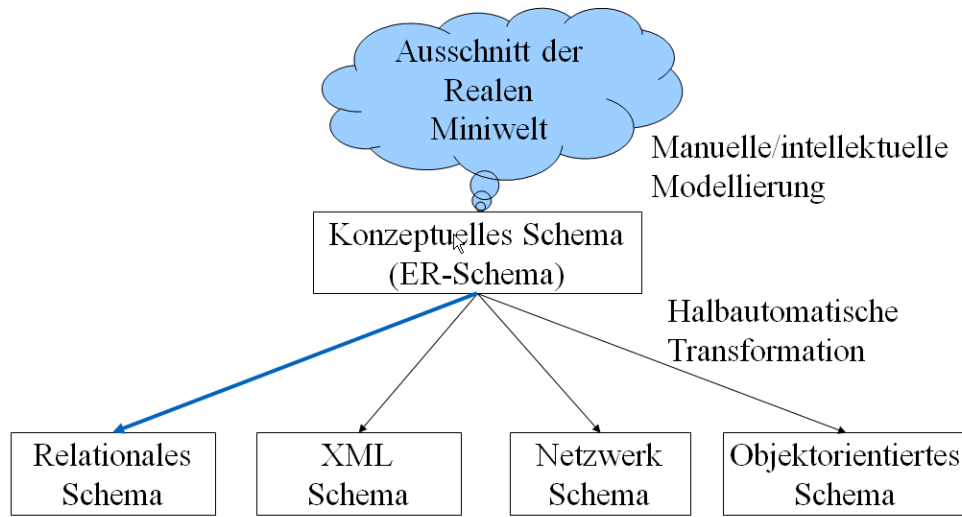 Ausschnitt der
Realen
Miniwelt
Manuelle/intellektuelle
Modellierung
Konzeptuelles Schema
(ER-Schema)
Halbautomatische
Transformation
Relationales
Schema
XML
Schema
Netzwerk
Schema
Objektorientiertes
Schema